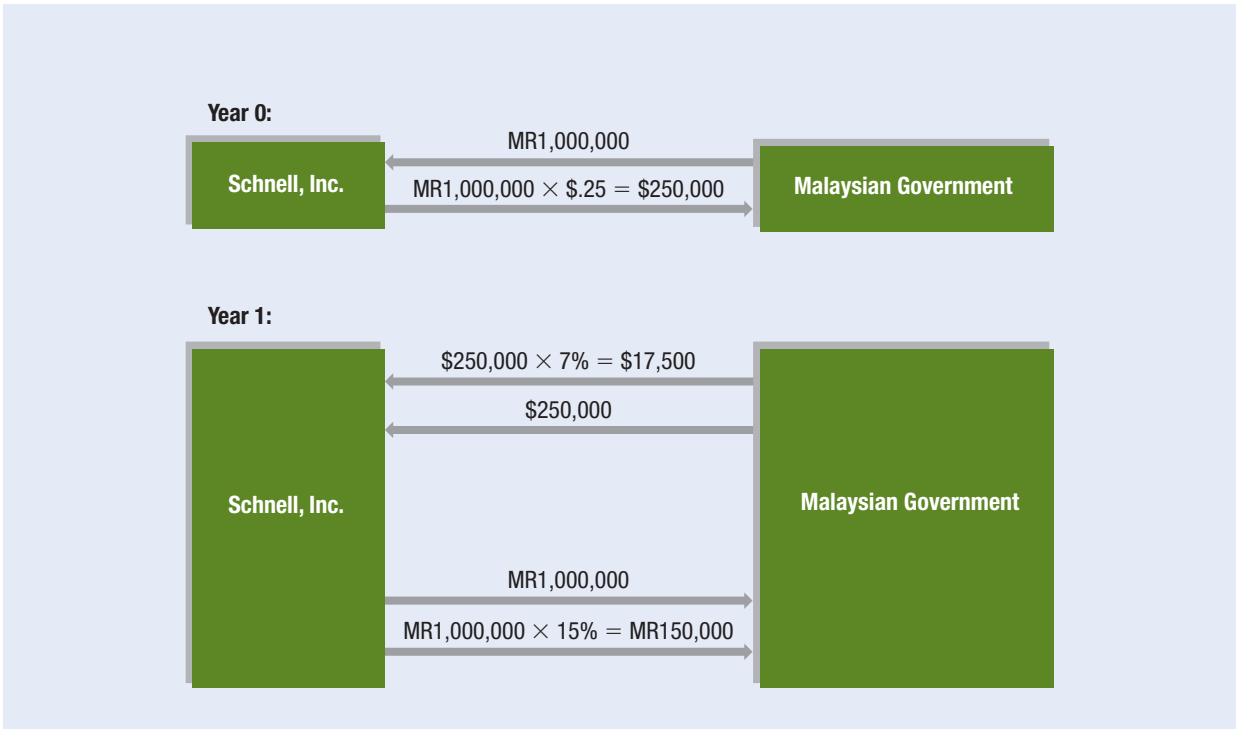 Year 0:
MR1,000,000
Schnell, Inc.
MR1,000,000 × $.25 = $250,000
Malaysian Government
Year 1:
$250,000 × 7% = $17,500
$250,000
Schnell, Inc.
Malaysian Government
MR1,000,000
MR1,000,000 × 15% = MR150,000